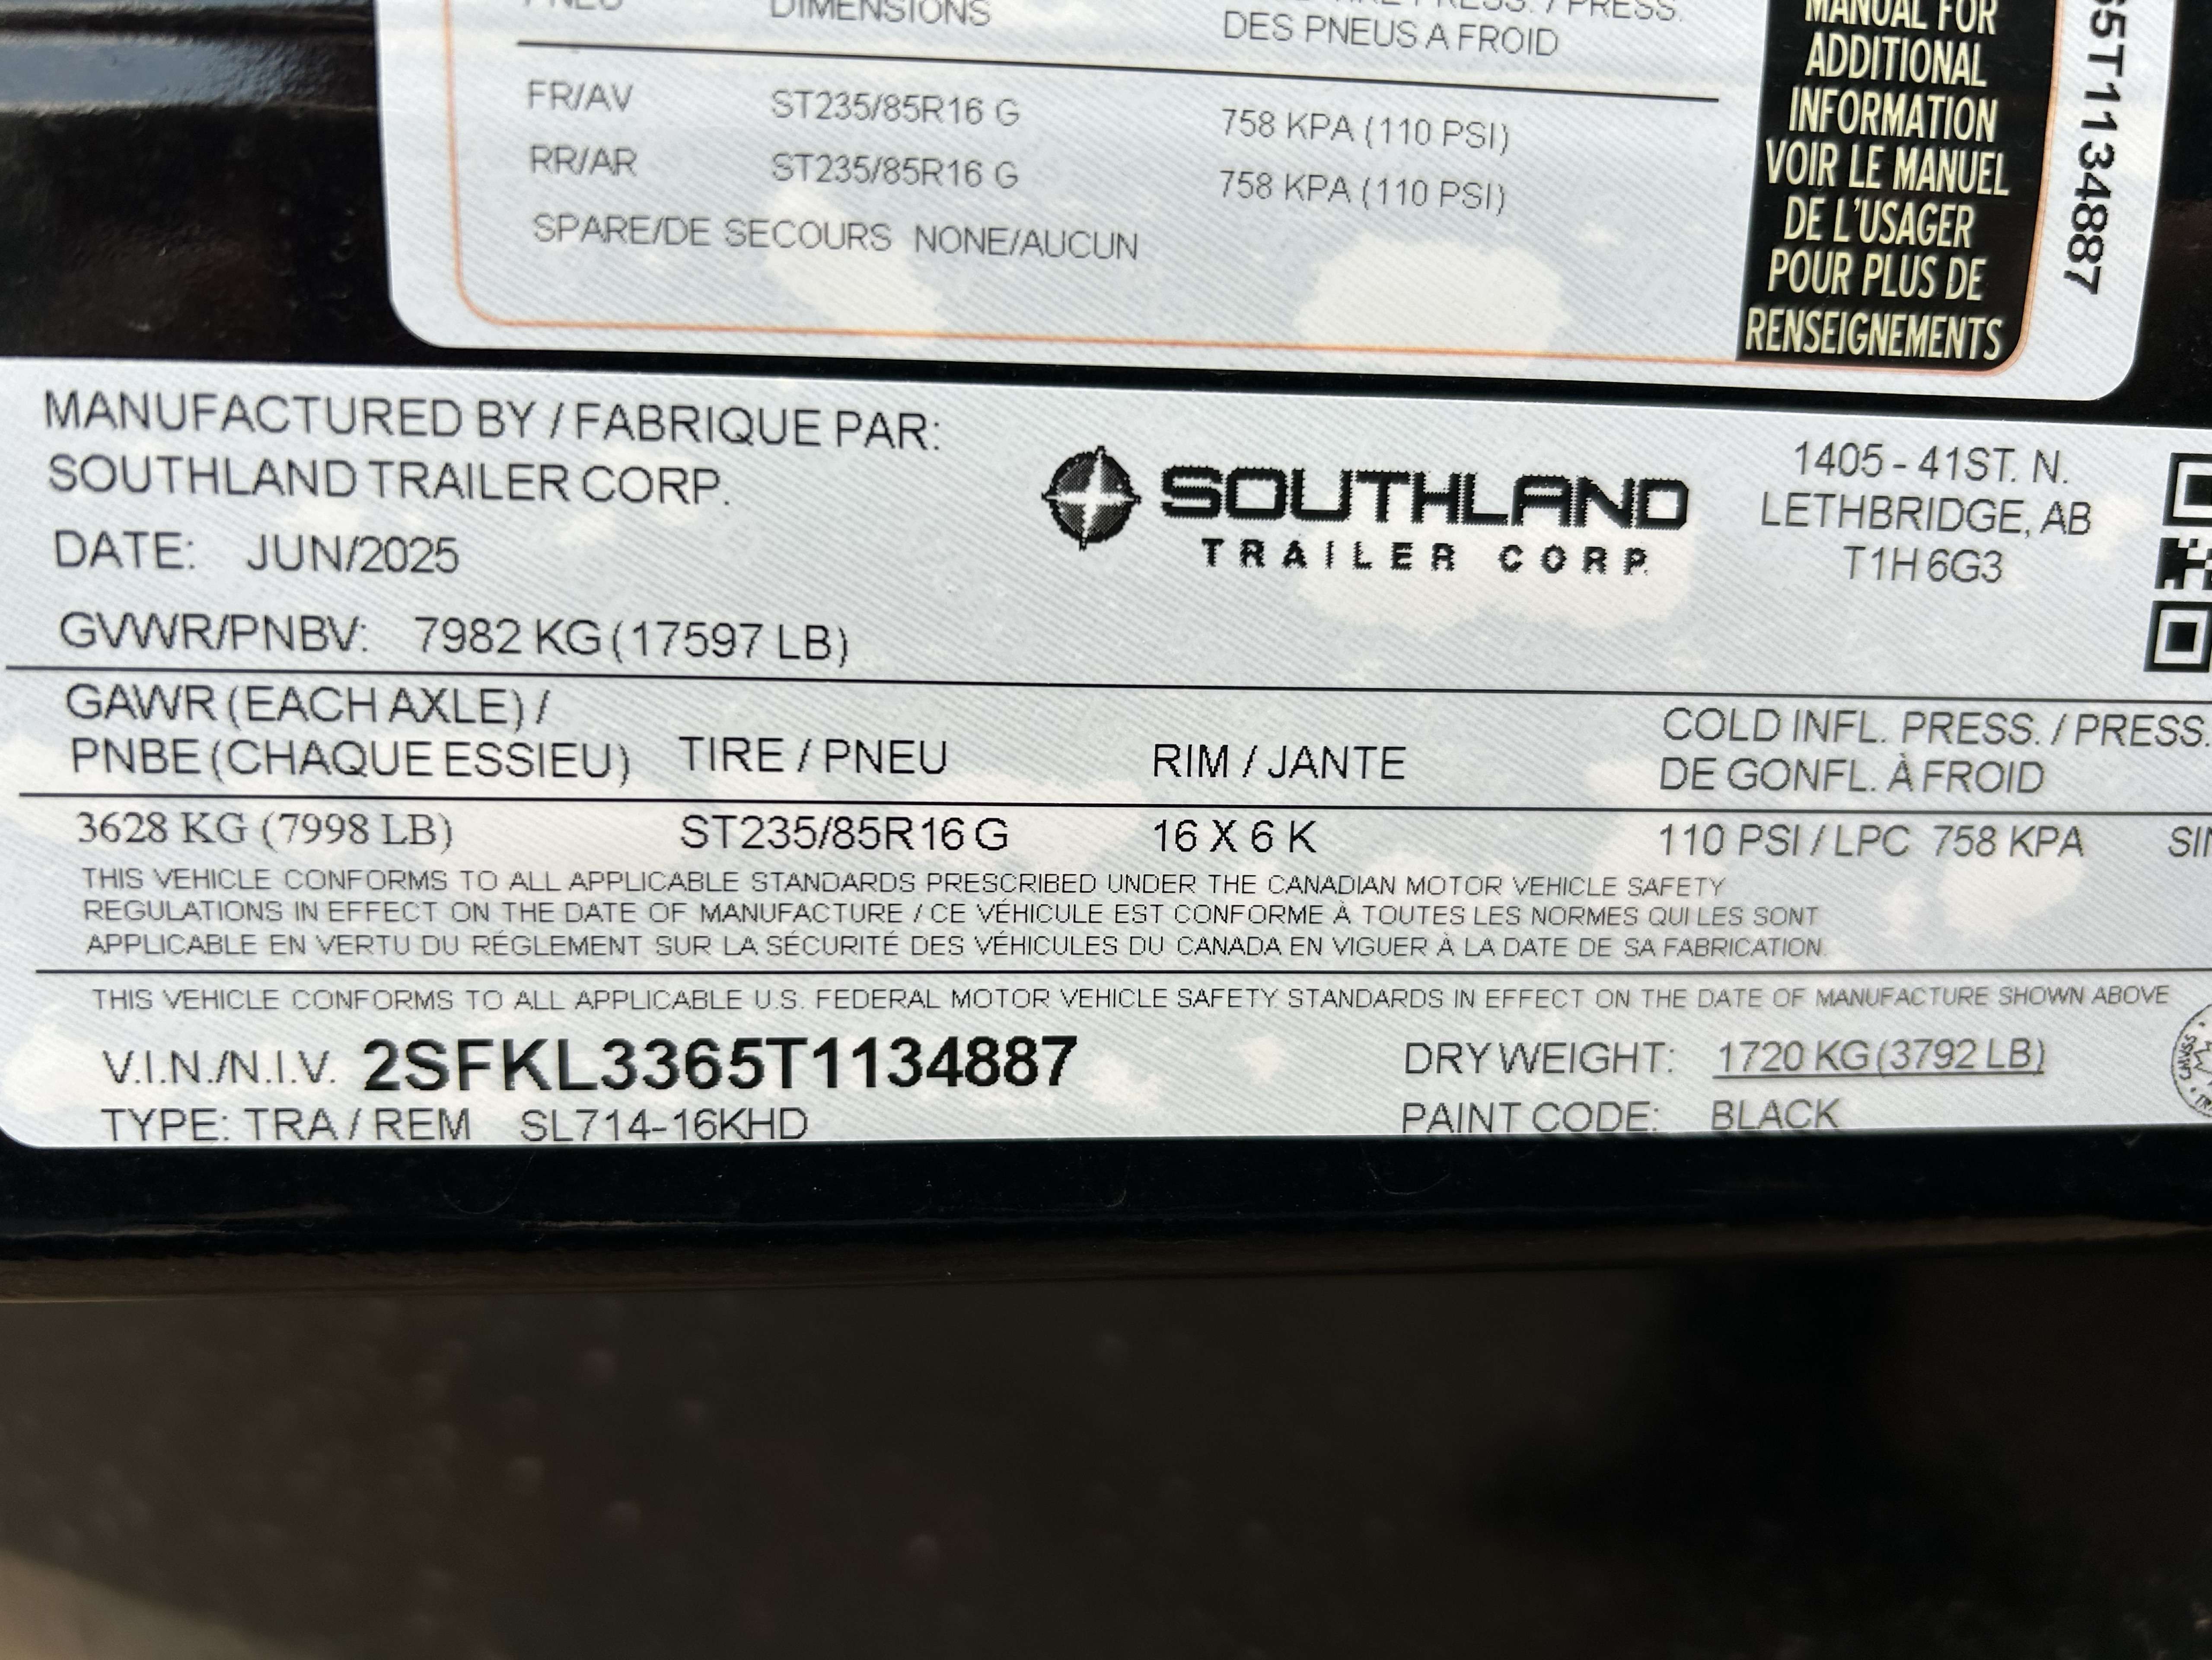 DIMENSIONS
DES PNEUS A FROID
FR/AV ST235/85R16 G 758 KPA (110 PSI)
RR/AR ST235/85R16 G 758 KPA (110 PSI)
SPARE/DE SECOURS NONE/AUCUN
MANUAL FOR
ADDITIONAL
INFORMATION
VOIR LE MANUEL
DE L'USAGER
POUR PLUS DE
RENSEIGNEMENTS
65T1134887
MANUFACTURED BY / FABRIQUE PAR:
SOUTHLAND TRAILER CORP.
DATE: JUN/2025
GVWR/PNBV: 7982 KG (17597 LB)
SOUTHLAND
TRAILER CORP.
1405 - 41ST. N.
LETHBRIDGE, AB
T1H 6G3
GAWR (EACH AXLE) /
PNBE (CHAQUE ESSIEU) TIRE / PNEU RIM / JANTE
COLD INFL. PRESS. / PRESS.
DE GONFL. À FROID
3628 KG (7998 LB) ST235/85R16 G 16 X 6 K 110 PSI / LPC 758 KPA
THIS VEHICLE CONFORMS TO ALL APPLICABLE STANDARDS PRESCRIBED UNDER THE CANADIAN MOTOR VEHICLE SAFETY
REGULATIONS IN EFFECT ON THE DATE OF MANUFACTURE / CE VÉHICULE EST CONFORME À TOUTES LES NORMES QUI LES SONT
APPLICABLE EN VERTU DU RÉGLEMENT SUR LA SÉCURITÉ DES VÉHICULES DU CANADA EN VIGUER À LA DATE DE SA FABRICATION.
THIS VEHICLE CONFORMS TO ALL APPLICABLE U.S. FEDERAL MOTOR VEHICLE SAFETY STANDARDS IN EFFECT ON THE DATE OF MANUFACTURE SHOWN ABOVE
V.I.N./N.I.V. 2SFKL3365T1134887 DRY WEIGHT: 1720 KG (3792 LB)
TYPE: TRA / REM SL714-16KHD PAINT CODE: BLACK